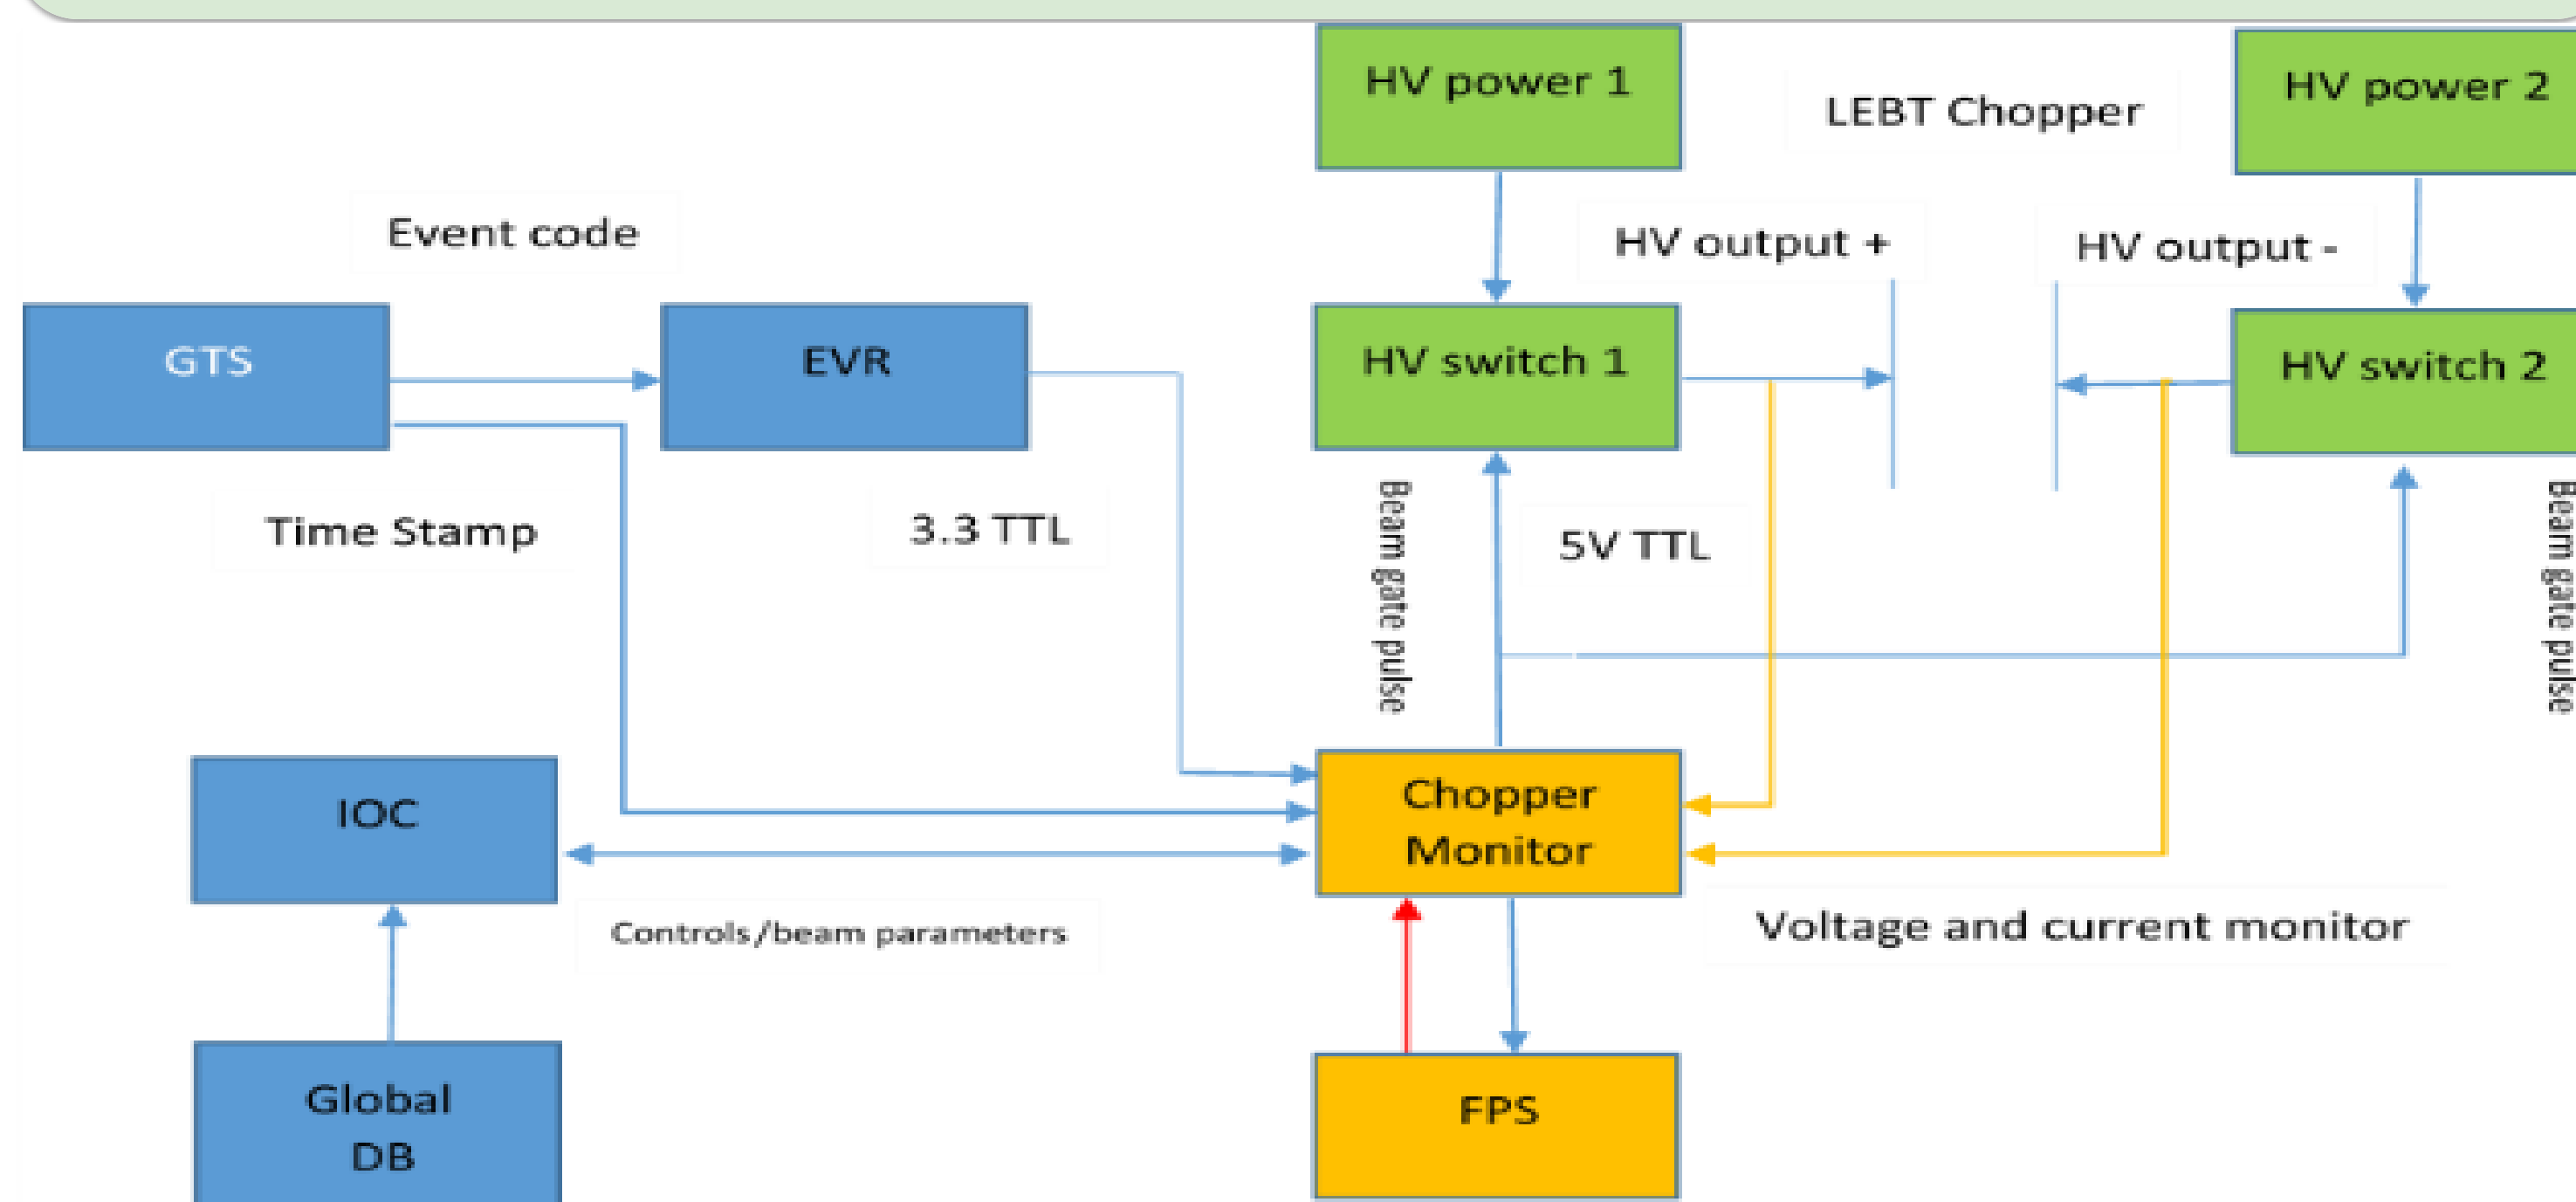 HV power 1
HV power 2
LEBT Chopper
Event code
HV output +
HV output -
GTS
EVR
HV switch 1
HV switch 2
Time Stamp
3.3 TTL
Beam gate pulse
5V TTL
Beam gate pulse
IOC
Chopper
Monitor
Controls/beam parameters
Voltage and current monitor
Global
DB
FPS